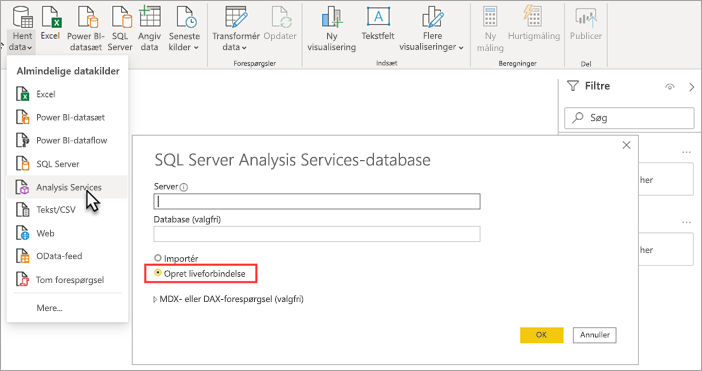 Hent data
Excel
Power BI-datasæt
SQL Server
Angiv data
Seneste kilder
Transformér data
Opdater
Ny visualisering
Tekstfelt
Flere visualiseringer
Ny måling
Hurtigmåling
Publicer
Forespørgsler
Indsæt
Beregninger
Del
Almindelige datakilder
Excel
Power BI-datasæt
Power BI-dataflow
SQL Server
Analysis Services
Tekst/CSV
Web
OData-feed
Tom forespørgsel
Mere...
Filtre
Søg
her
her
SQL Server Analysis Services-database
Server
Database (valgfri)
Importér
Opret liveforbindelse
MDX- eller DAX-forespørgsel (valgfri)
OK
Annuller